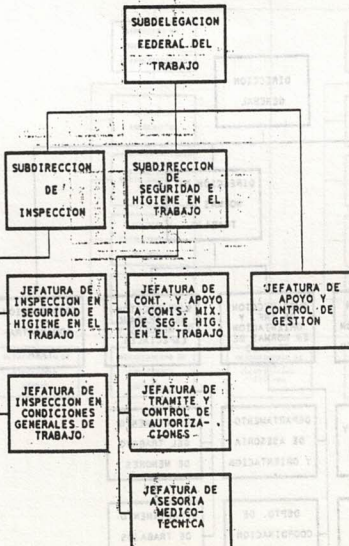 SUBDELEGACION
FEDERAL DEL
TRABAJO
SUBDIRECCION
DE
INSPECCION
SUBDIRECCION
DE
SEGURIDAD E
HIGIENE EN EL
TRABAJO
JEFATURA DE
INSPECCION EN
SEGURIDAD E
HIGIENE EN EL
TRABAJO
JEFATURA DE
CONT. Y APOYO
A COMIS. MIX.
DE SEG.E HIG.
EN EL TRABAJO
JEFATURA DE
APOYO Y
CONTROL DE
GESTION
JEFATURA DE
INSPECCION EN
CONDICIONES
GENERALES DE
TRABAJO
JEFATURA DE
TRAMITE Y
CONTROL DE
AUTORIZA-
CIONES
JEFATURA DE
ASESORIA
MEDICO-
TECNICA